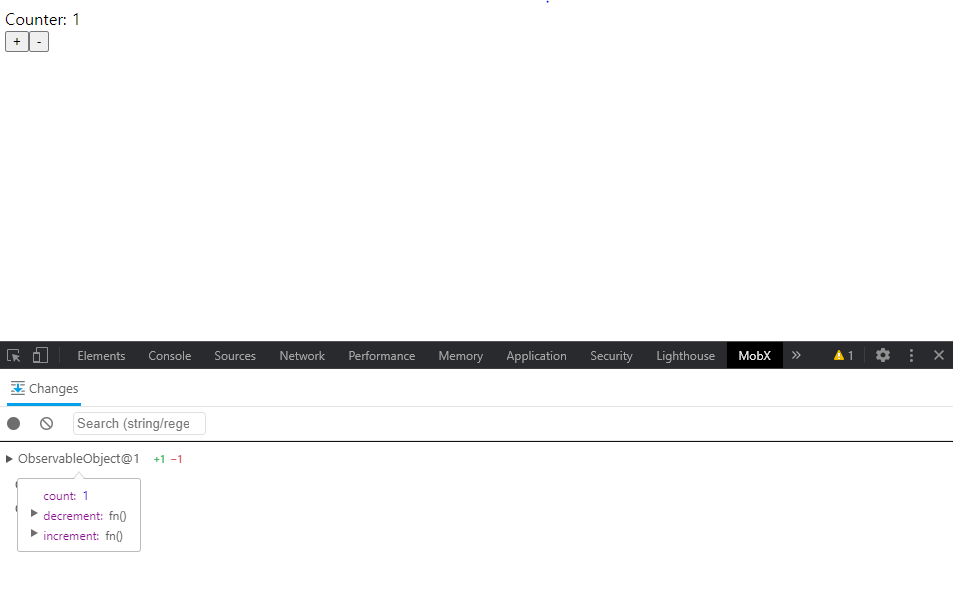 Counter: 1
+ -
Elements Console Sources Network Performance Memory Application Security Lighthouse MobX » 1
Changes
Search (string/rege
ObservableObject@1 +1 −1
count: 1
decrement: fn()
increment: fn()